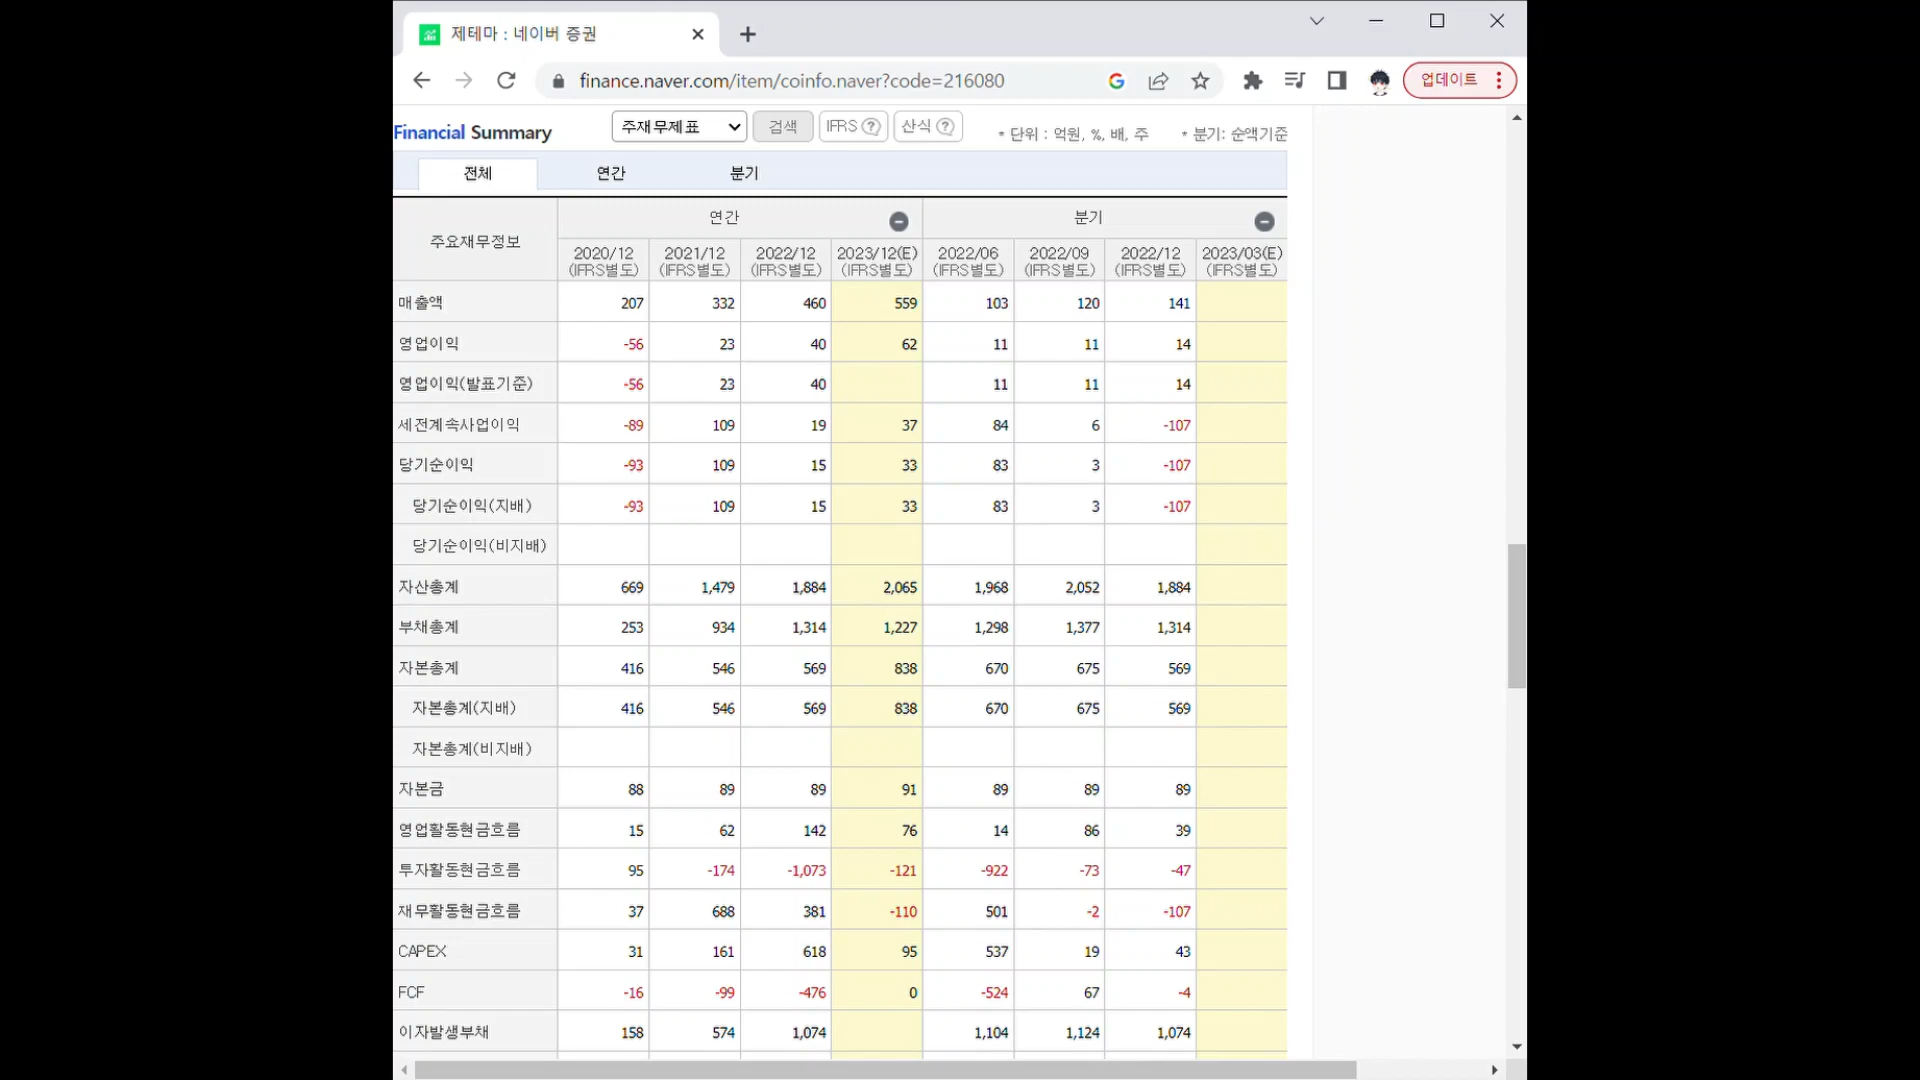 제테마 : 네이버 증권
finance.naver.com/item/coinfo.naver?code=216080
업데이트
Financial Summary 주재무제표 검색 IFRS ? 산식 ? * 단위 : 억원, %, 배, 주 * 분기: 순액기준
전체 연간 분기
주요재무정보 연간 분기
2020/12 2021/12 2022/12 2023/12(E) 2022/06 2022/09 2022/12 2023/03(E)
(IFRS별도) (IFRS별도) (IFRS별도) (IFRS별도) (IFRS별도) (IFRS별도) (IFRS별도) (IFRS별도)
매출액 207 332 460 559 103 120 141
영업이익 -56 23 40 62 11 11 14
영업이익(발표기준) -56 23 40 11 11 14
세전계속사업이익 -89 109 19 37 84 6 -107
당기순이익 -93 109 15 33 83 3 -107
당기순이익(지배) -93 109 15 33 83 3 -107
당기순이익(비지배)
자산총계 669 1,479 1,884 2,065 1,968 2,052 1,884
부채총계 253 934 1,314 1,227 1,298 1,377 1,314
자본총계 416 546 569 838 670 675 569
자본총계(지배) 416 546 569 838 670 675 569
자본총계(비지배)
자본금 88 89 89 91 89 89 89
영업활동현금흐름 15 62 142 76 14 86 39
투자활동현금흐름 95 -174 -1,073 -121 -922 -73 -47
재무활동현금흐름 37 688 381 -110 501 -2 -107
CAPEX 31 161 618 95 537 19 43
FCF -16 -99 -476 0 -524 67 -4
이자발생부채 158 574 1,074 1,104 1,124 1,074